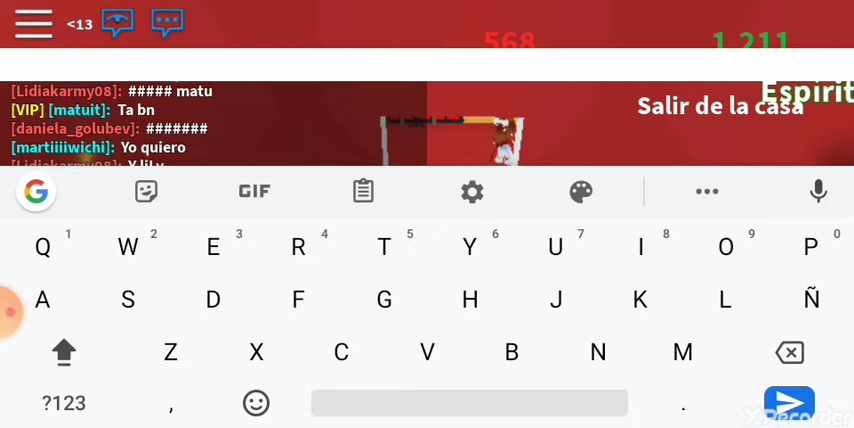 <13
568
1,211
[Lidiakarmy08]: ##### matu
[VIP] [matuit]: Ta bn
[daniela_golubev]: #######
[martiiiiwichi]: Yo quiero
[Lidiakarmy08]:
Salir de la casa
Espirit
G
GIF
Q 1 W 2 E 3 R 4 T 5 Y 6 U 7 I 8 O 9 P 0
A S D F G H J K L Ñ
Z X C V B N M
?123 , .
XRecorder